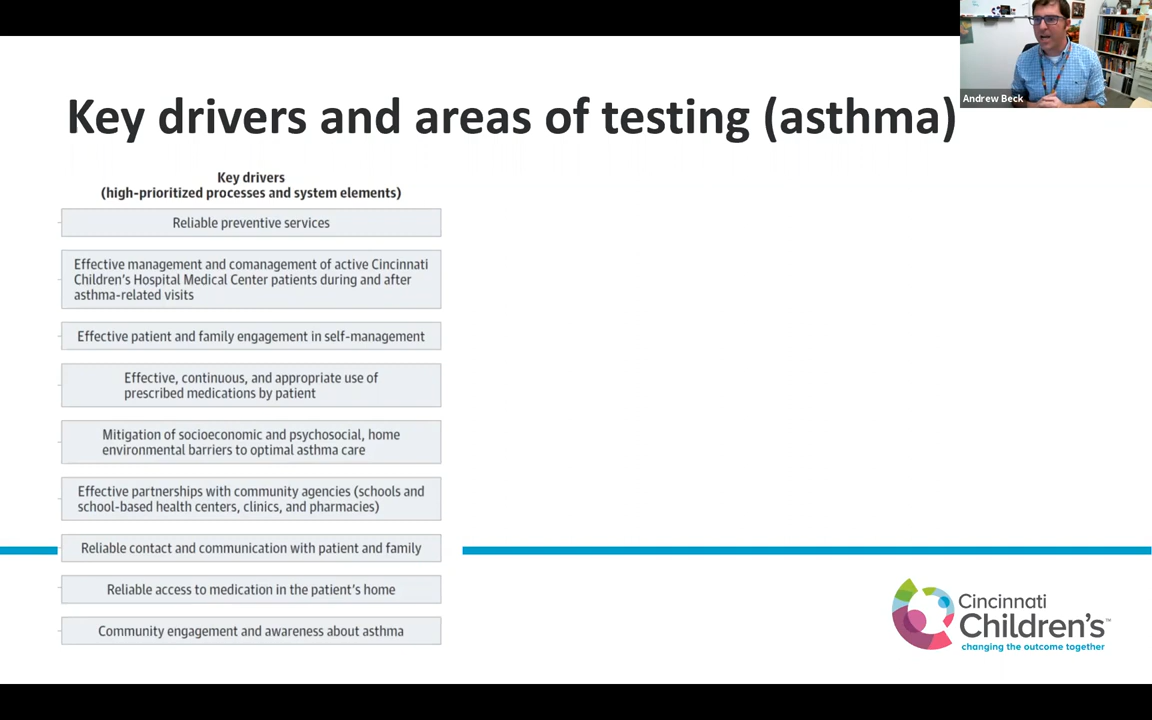 Andrew Beck
Key drivers and areas of testing (asthma)
Key drivers
(high-prioritized processes and system elements)
Reliable preventive services
Effective management and comanagement of active Cincinnati
Children's Hospital Medical Center patients during and after
asthma-related visits
Effective patient and family engagement in self-management
Effective, continuous, and appropriate use of
prescribed medications by patient
Mitigation of socioeconomic and psychosocial, home
environmental barriers to optimal asthma care
Effective partnerships with community agencies (schools and
school-based health centers, clinics, and pharmacies)
Reliable contact and communication with patient and family
Reliable access to medication in the patient's home
Community engagement and awareness about asthma
Cincinnati
Children's™
changing the outcome together